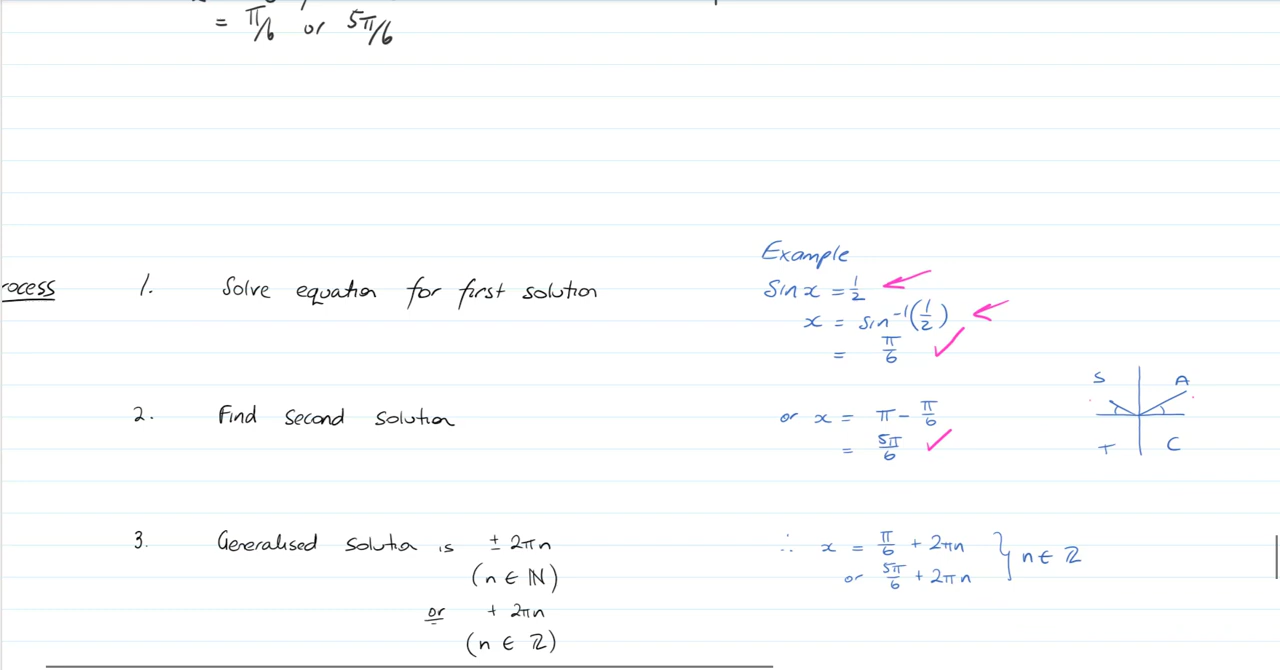 = π/6 or 5π/6
Example
rocess 1. Solve equation for first solution
sin x = 1/2
x = sin⁻¹(1/2)
= π/6
S A
2. Find second solution
or x = π - π/6
= 5π/6
T C
3. Generalised solution is ± 2πn
(n ∈ ℕ)
or + 2πn
(n ∈ ℤ)
∴ x = π/6 + 2πn
or 5π/6 + 2πn } n ∈ ℤ